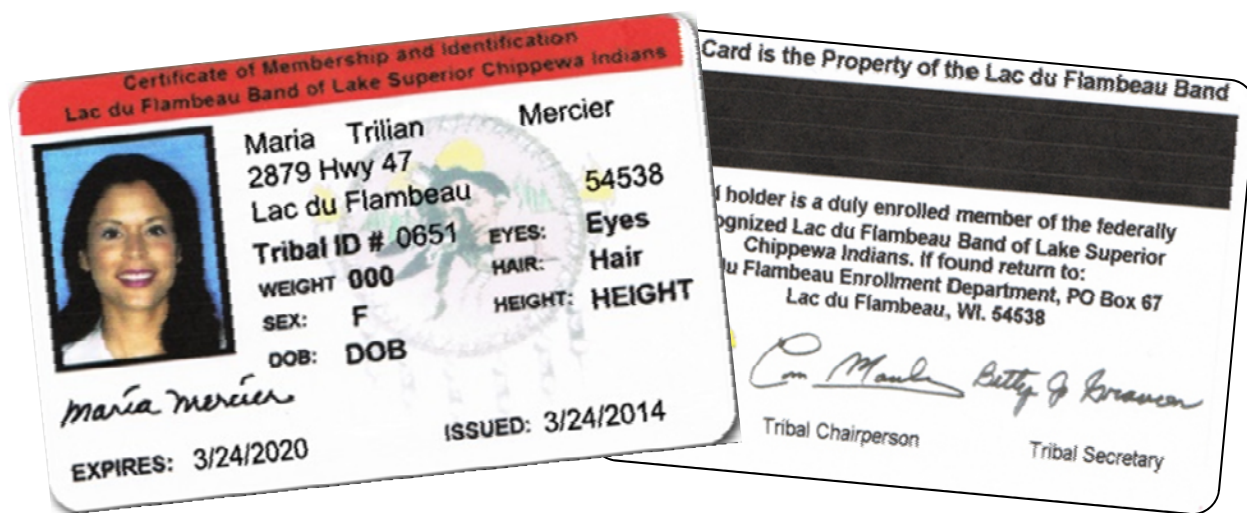 Certificate of Membership and Identification
Lac du Flambeau Band of Lake Superior Chippewa Indians
Maria Trilian Mercier
2879 Hwy 47
Lac du Flambeau 54538
Tribal ID # 0651 EYES: Eyes
WEIGHT 000 HAIR: Hair
SEX: F HEIGHT: HEIGHT
DOB: DOB
Maria Mercier
EXPIRES: 3/24/2020 ISSUED: 3/24/2014
Card is the Property of the Lac du Flambeau Band
holder is a duly enrolled member of the federally
ognized Lac du Flambeau Band of Lake Superior
Chippewa Indians. If found return to:
u Flambeau Enrollment Department, PO Box 67
Lac du Flambeau, WI. 54538
Betty Jo
Tribal Chairperson Tribal Secretary